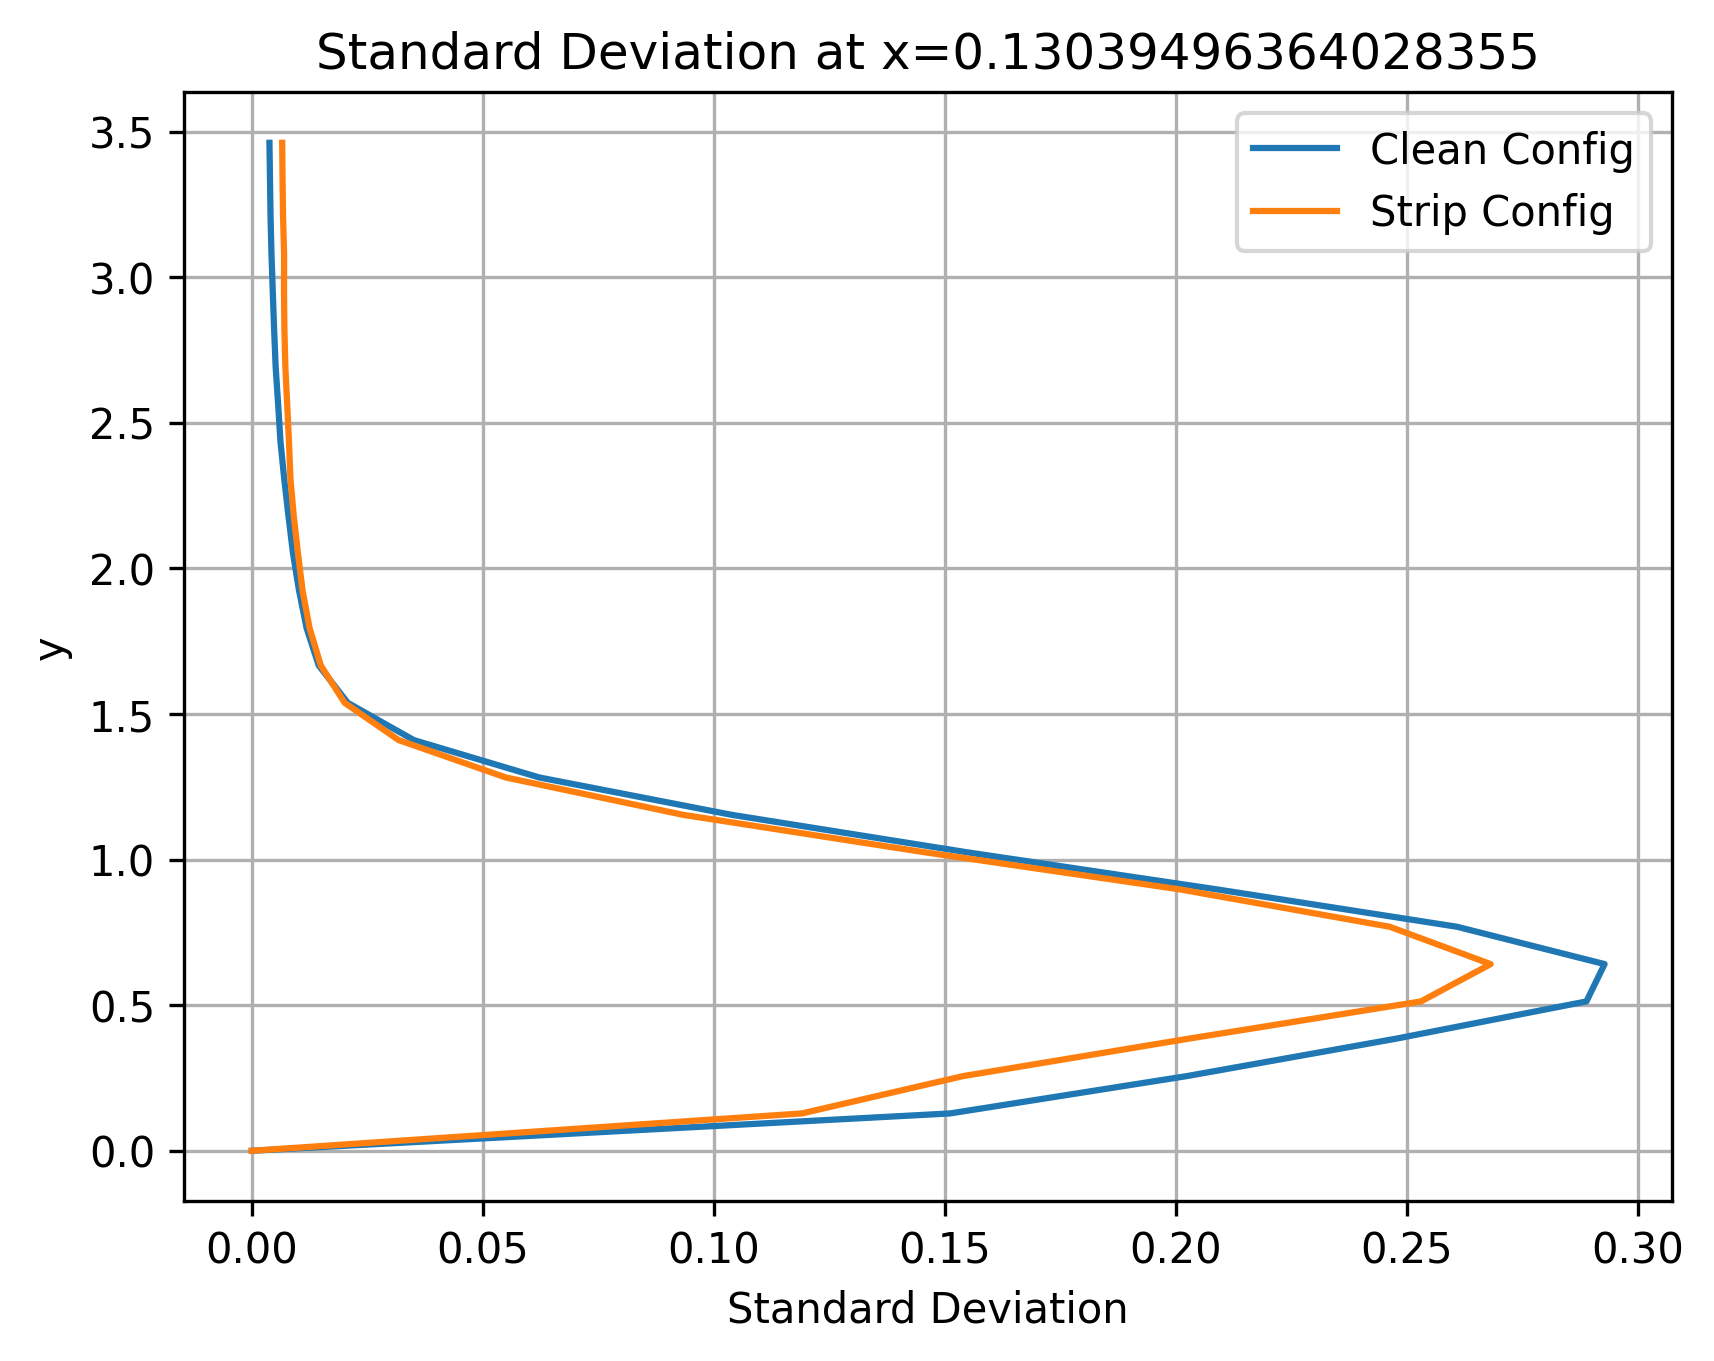 Standard Deviation at x=0.13039496364028355
3.5
3.0
2.5
2.0
1.5
1.0
0.5
0.0
y
Clean Config
Strip Config
0.00 0.05 0.10 0.15 0.20 0.25 0.30
Standard Deviation